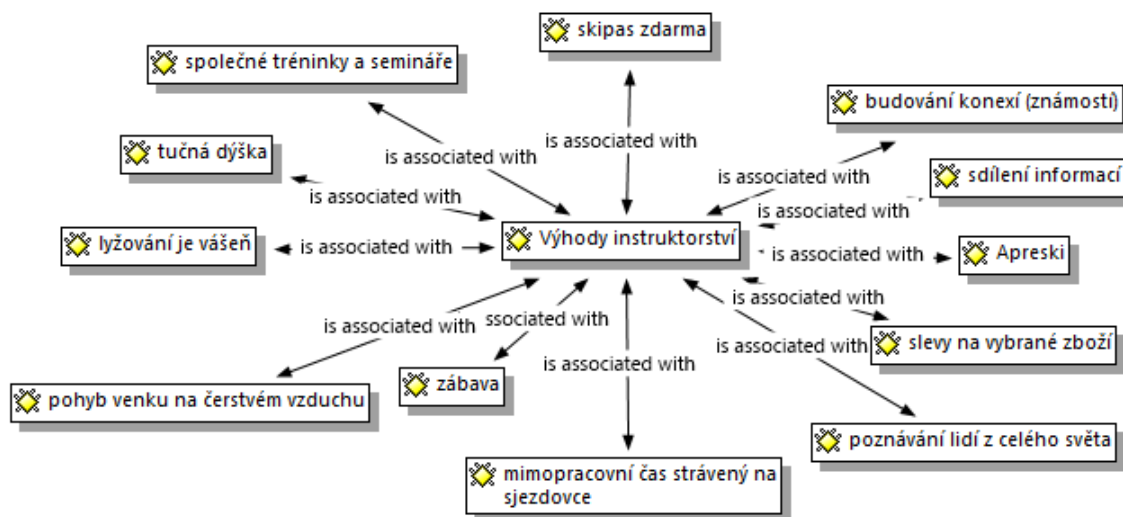 skipas zdarma
společné tréninky a semináře
budování konexí (známostí)
is associated with
tučná dýška
is associated with
is associated with
sdílení informací
is associated with
is associated with
Výhody instruktorství
lyžování je vášeň
is associated with
is associated with
Apreski
is associated with
is associated with
ssociated with
slevy na vybrané zboží
is associated with
is associated with
zábava
pohyb venku na čerstvém vzduchu
poznávání lidí z celého světa
mimopracovní čas strávený na
sjezdovce